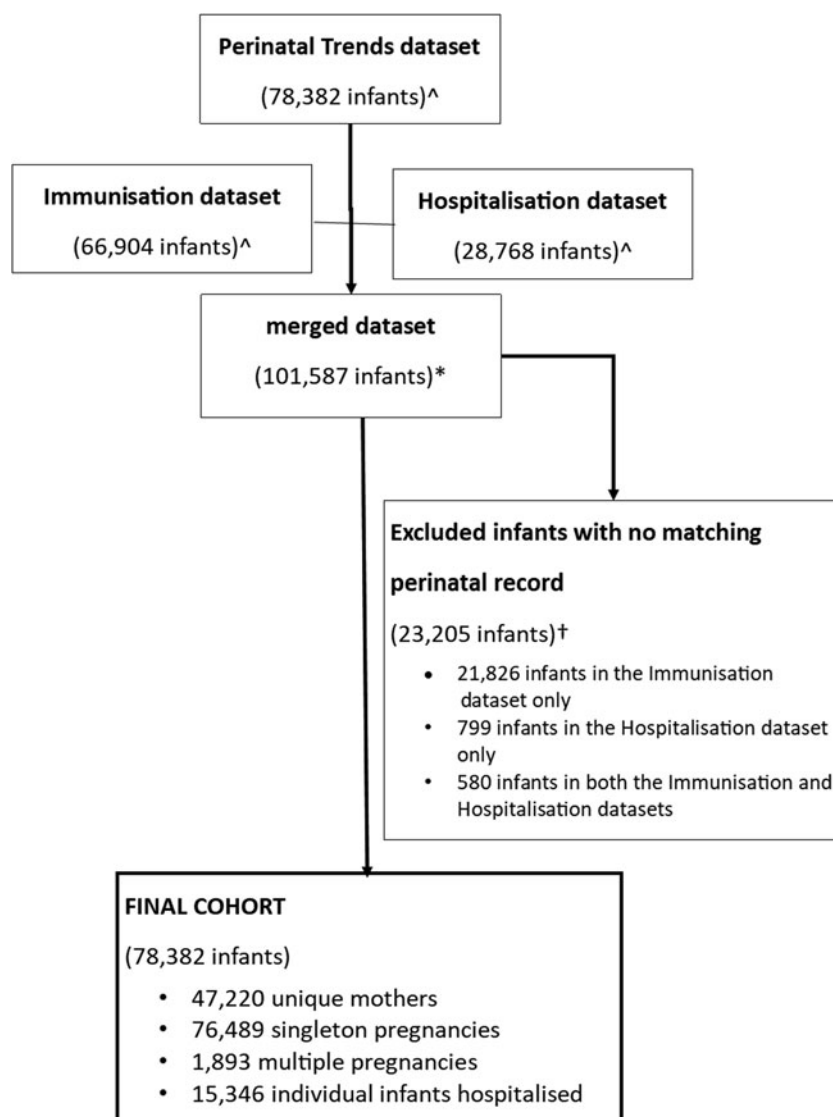 Perinatal Trends dataset
(78,382 infants)^
Immunisation dataset
(66,904 infants)^
Hospitalisation dataset
(28,768 infants)^
merged dataset
(101,587 infants)*
Excluded infants with no matching
perinatal record
(23,205 infants)†
• 21,826 infants in the Immunisation
dataset only
• 799 infants in the Hospitalisation dataset
only
• 580 infants in both the Immunisation and
Hospitalisation datasets
FINAL COHORT
(78,382 infants)
• 47,220 unique mothers
• 76,489 singleton pregnancies
• 1,893 multiple pregnancies
• 15,346 individual infants hospitalised